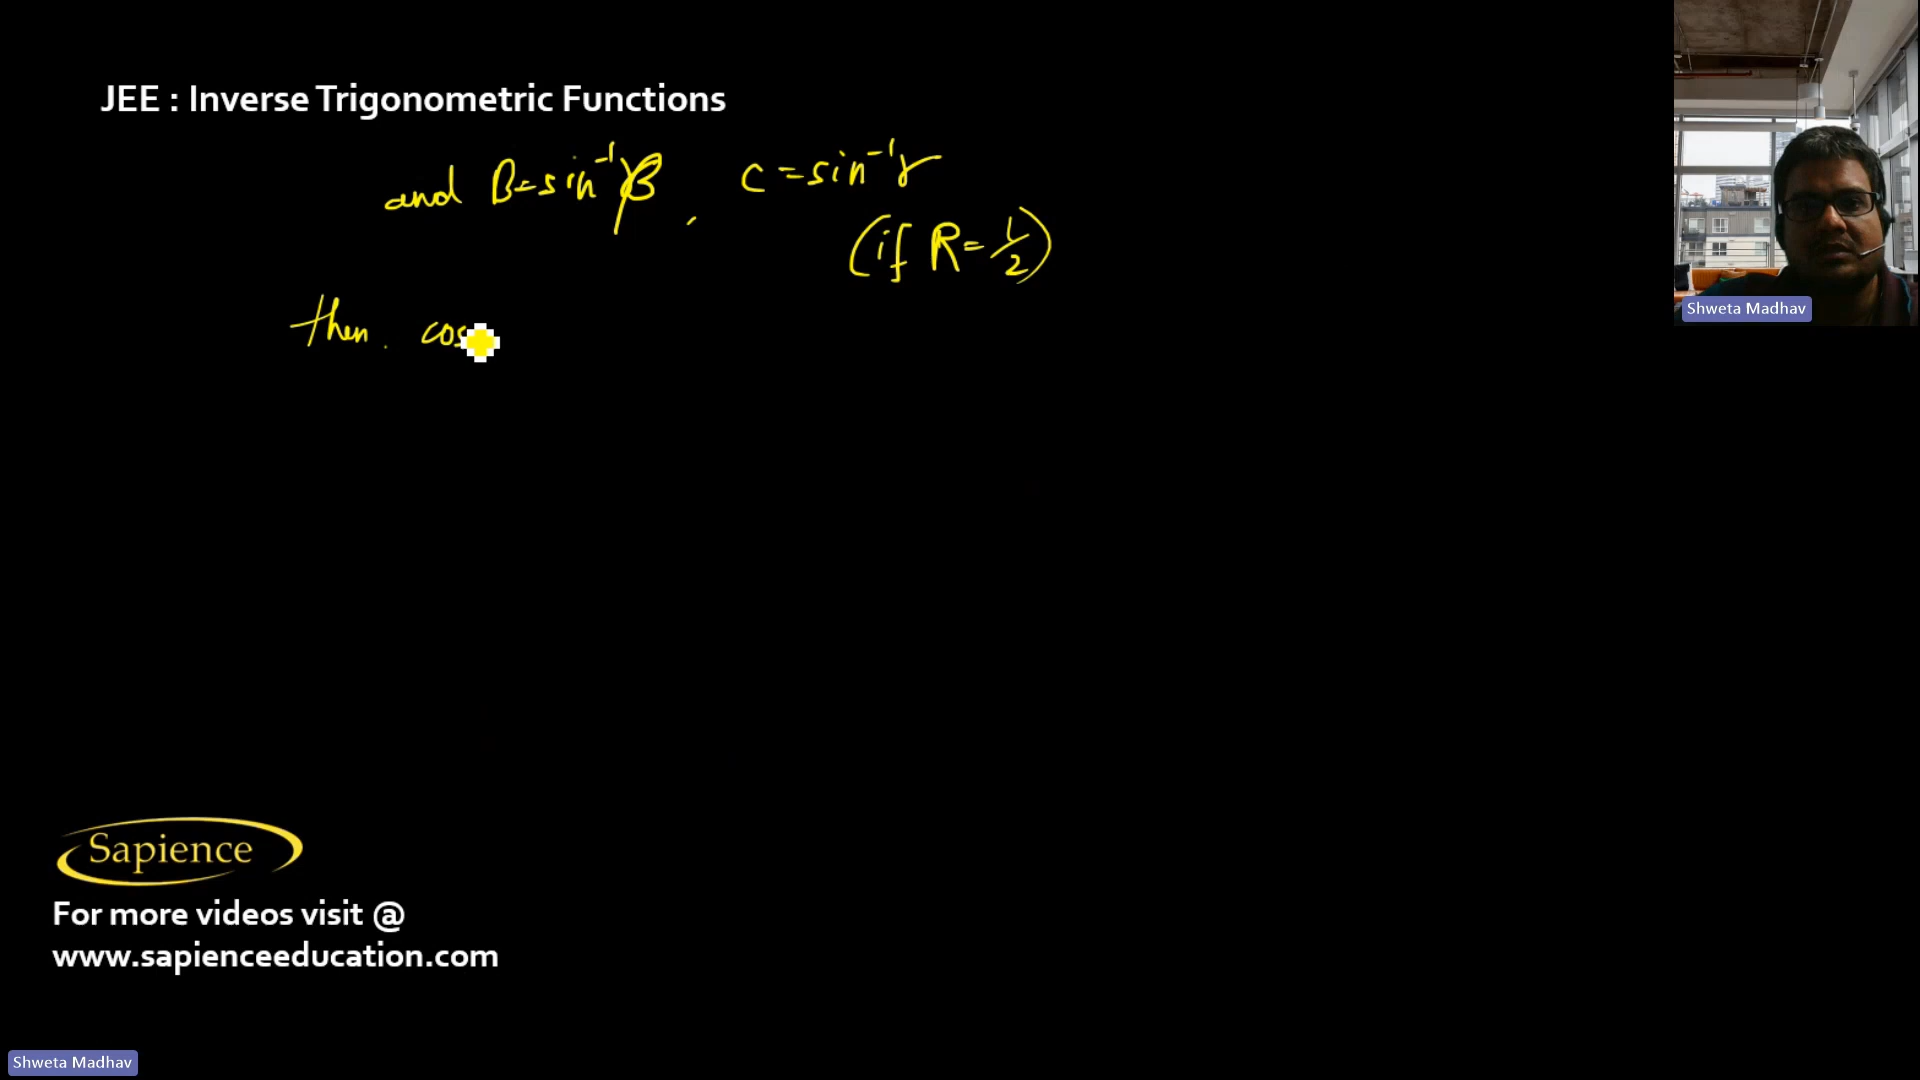 JEE : Inverse Trigonometric Functions
and B=sin⁻¹β, C=sin⁻¹γ
(if R=1/2)
then. cos
Shweta Madhav
Sapience
For more videos visit @
www.sapienceeducation.com
Shweta Madhav